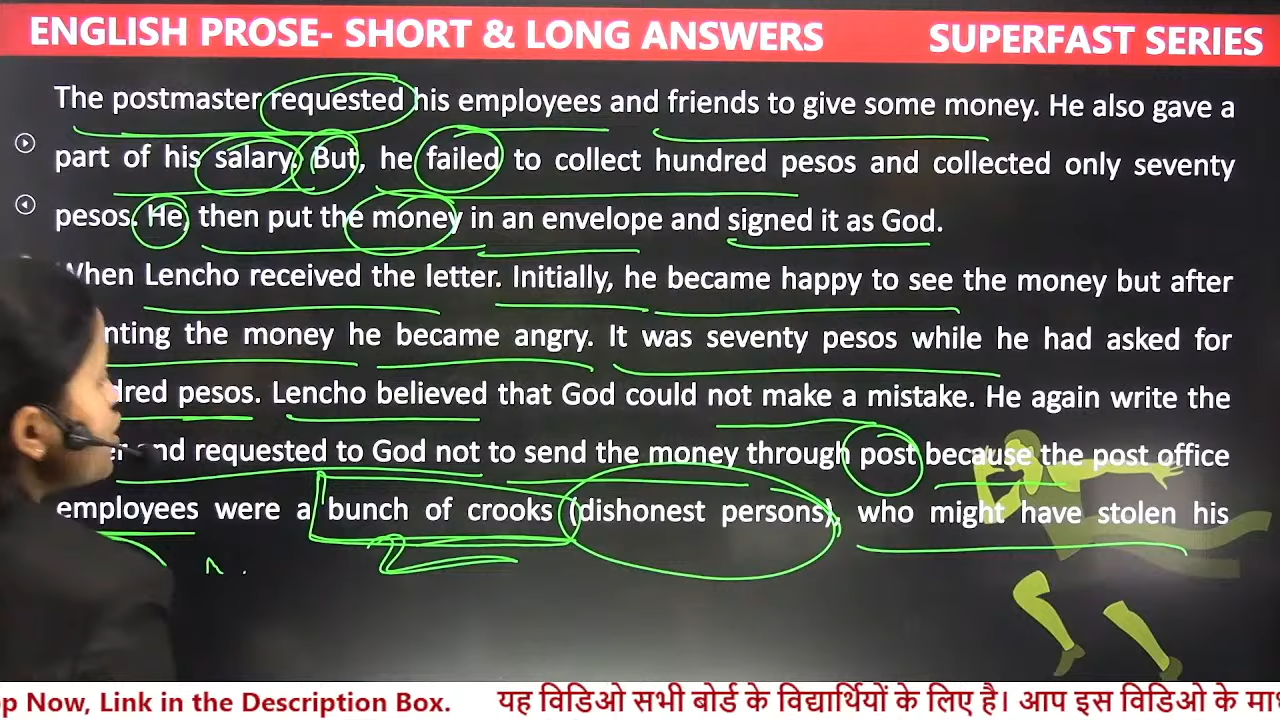 ENGLISH PROSE- SHORT & LONG ANSWERS SUPERFAST SERIES
The postmaster requested his employees and friends to give some money. He also gave a
part of his salary. But, he failed to collect hundred pesos and collected only seventy
pesos. He, then put the money in an envelope and signed it as God.
When Lencho received the letter. Initially, he became happy to see the money but after
the money he became angry. It was seventy pesos while he had asked for
pesos. Lencho believed that God could not make a mistake. He again write the
and requested to God not to send the money through post because the post office
employees were a bunch of crooks (dishonest persons), who might have stolen his
Now, Link in the Description Box. यह विडिओ सभी बोर्ड के विद्यार्थियों के लिए है। आप इस विडिओ के